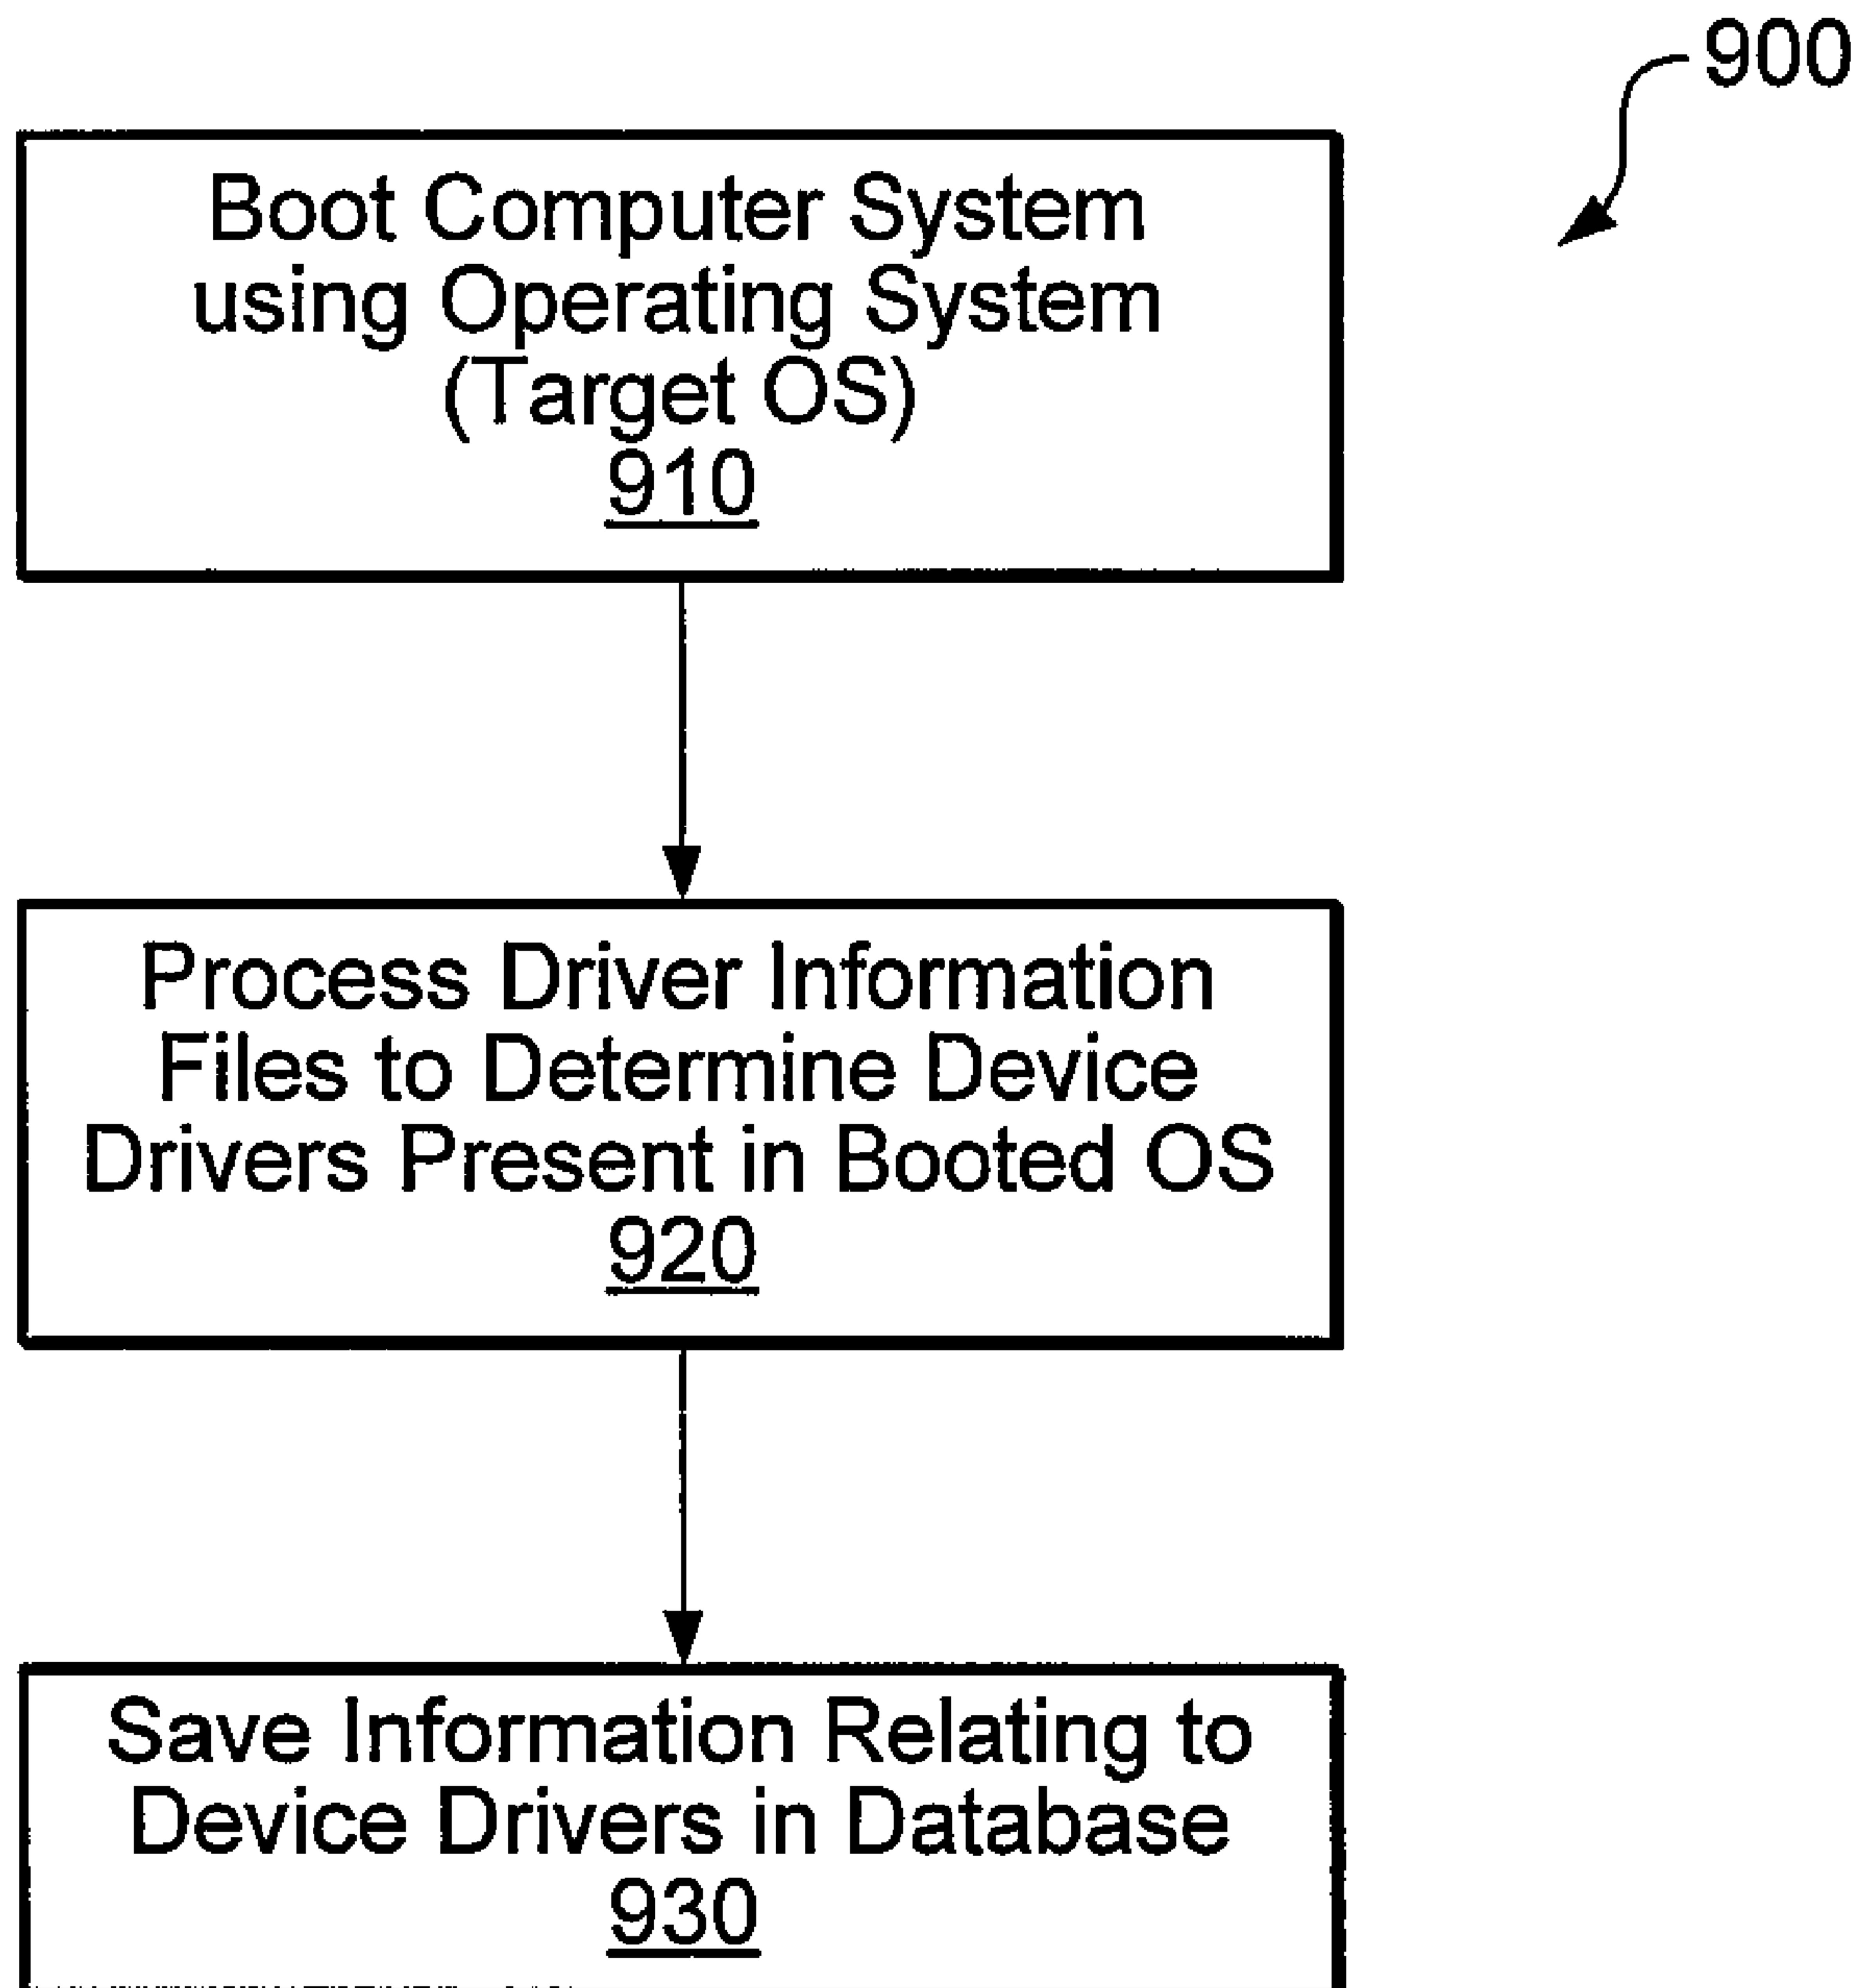 900
Boot Computer System
using Operating System
(Target OS)
910
Process Driver Information
Files to Determine Device
Drivers Present in Booted OS
920
Save Information Relating to
Device Drivers in Database
930